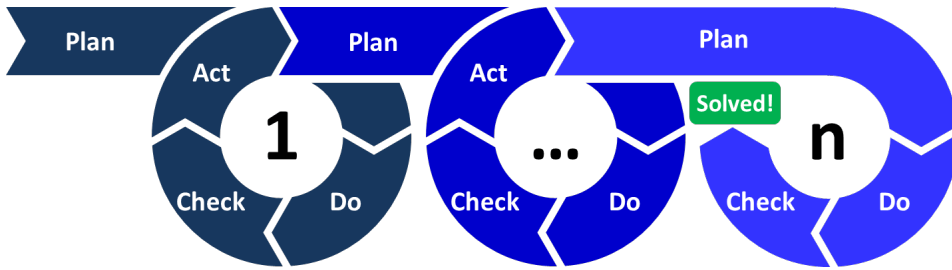 Plan
Act
1
Do
Check
Plan
Act
...
Do
Check
Plan
n
Do
Check
Solved!